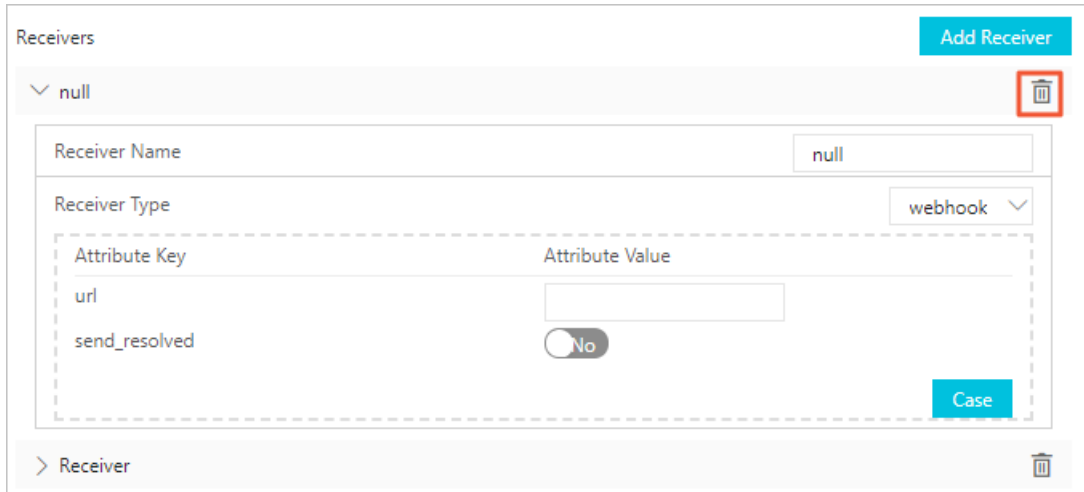 Receivers Add Receiver
null
Receiver Name null
Receiver Type webhook
Attribute Key Attribute Value
url
send_resolved No
Case
Receiver